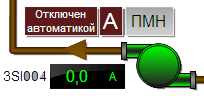 Отключен
автоматикой
А
ПМН
3SI004
0,0 А